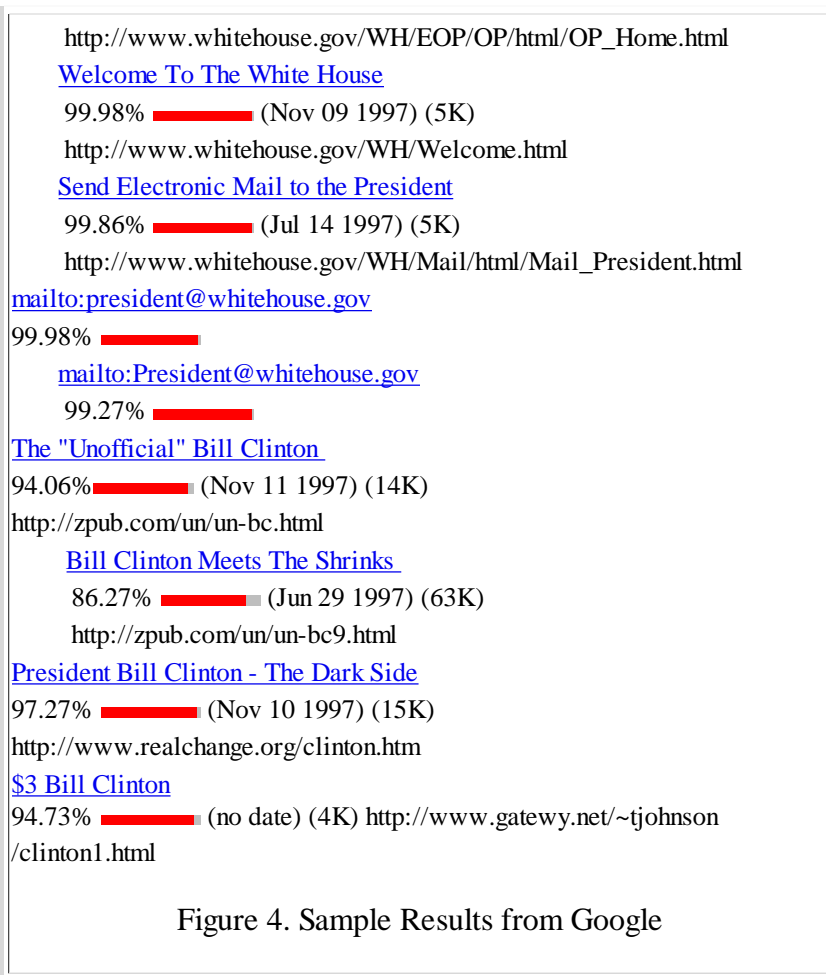 http://www.whitehouse.gov/WH/EOP/OP/html/OP_Home.html
Welcome To The White House
99.98% (Nov 09 1997) (5K)
http://www.whitehouse.gov/WH/Welcome.html
Send Electronic Mail to the President
99.86% (Jul 14 1997) (5K)
http://www.whitehouse.gov/WH/Mail/html/Mail_President.html
mailto:president@whitehouse.gov
99.98%
mailto:President@whitehouse.gov
99.27%
The "Unofficial" Bill Clinton
94.06% (Nov 11 1997) (14K)
http://zpub.com/un/un-bc.html
Bill Clinton Meets The Shrinks
86.27% (Jun 29 1997) (63K)
http://zpub.com/un/un-bc9.html
President Bill Clinton - The Dark Side
97.27% (Nov 10 1997) (15K)
http://www.realchange.org/clinton.htm
$3 Bill Clinton
94.73% (no date) (4K) http://www.gatewy.net/~tjohnson
/clinton1.html
Figure 4. Sample Results from Google